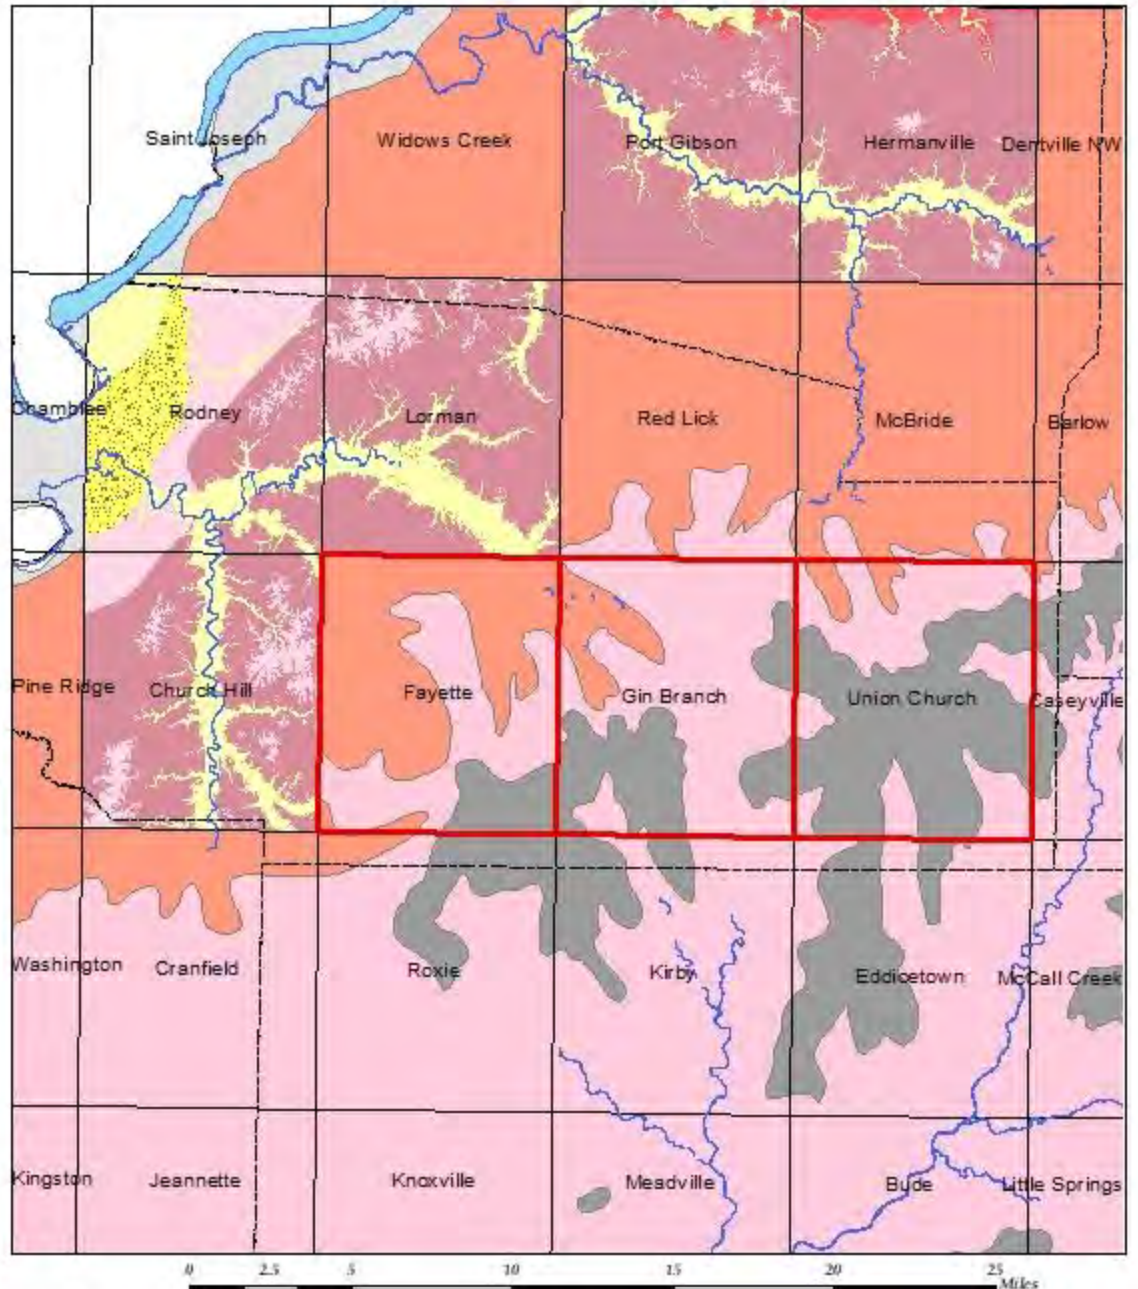 Saint Joseph
Widows Creek
Port Gibson
Hermanville
Dentville NW
Chamblee
Rodney
Lorman
Red Lick
McBride
Barlow
Pine Ridge
Church Hill
Fayette
Gin Branch
Union Church
Caseyville
Washington
Cranfield
Roxie
Kirby
Eddicetown
McCall Creek
Kingston
Jeannette
Knoxville
Meadville
Bude
Little Springs
0 2.5 5 10 15 20 25
Miles